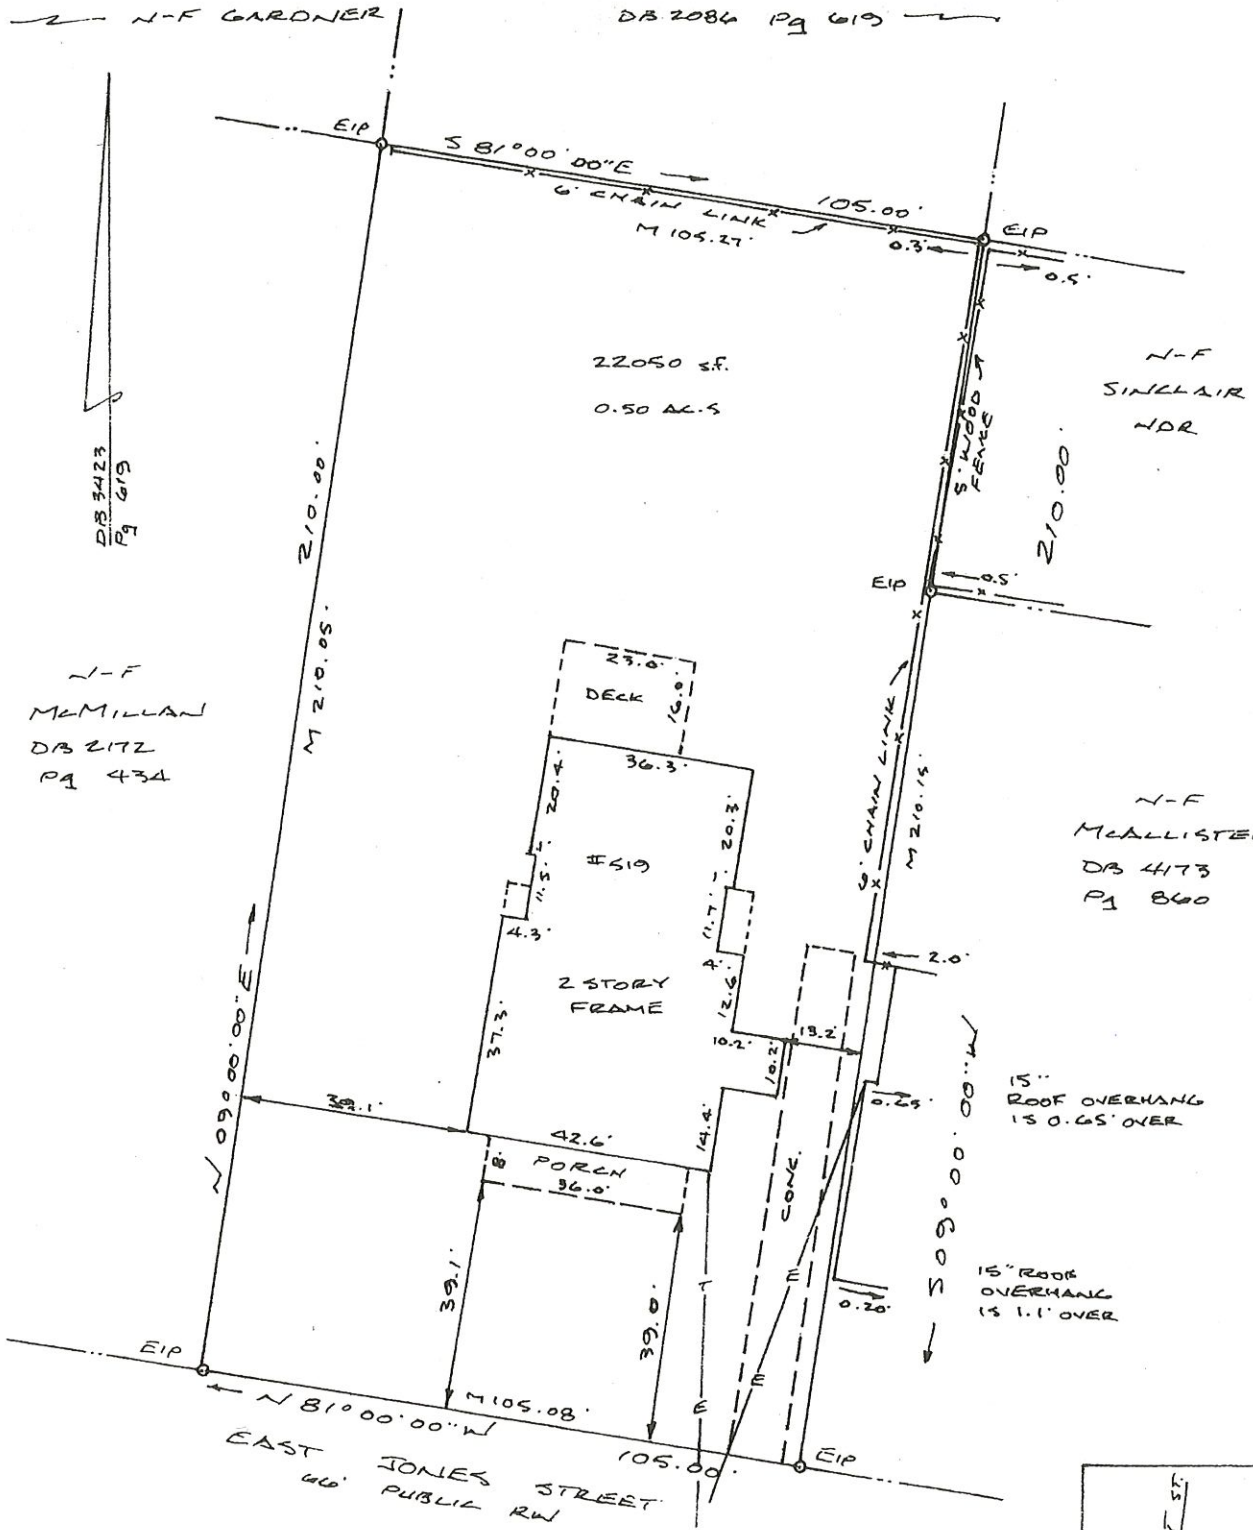 N-F GARDNER
DB 2086 Pg 619
EIP
S 81°00'00"E
105.00'
6' CHAIN LINK
M 105.27'
EIP
0.3'
0.5'
22050 s.f.
0.50 AC.S
N-F
SINCLAIR
NDR
5' WOOD
FENCE
210.00'
DB 3423
Pg 619
210.00'
M 210.05'
EIP
0.5'
N-F
McMILLAN
DB 2172
Pg 434
23.0'
DECK
16.0'
36.3'
20.4'
20.3'
#519
11.5'
11.7'
4.3'
4'
2 STORY
FRAME
12.6'
37.3'
10.2'
10.2'
13.2'
14.4'
6' CHAIN LINK
M 210.15'
N-F
McALLISTER
DB 4173
Pg 860
2.0'
N 09°00'00"E
S 09°00'00"W
15"
ROOF OVERHANG
IS 0.65' OVER
0.65'
42.6'
8'
PORCH
36.0'
CONC.
39.1'
39.0'
T
E
E
E
15" ROOF
OVERHANG
IS 1.1' OVER
0.20'
EIP
N 81°00'00"W
M 105.08'
105.00'
EIP
EAST JONES STREET
66' PUBLIC RW
ST.